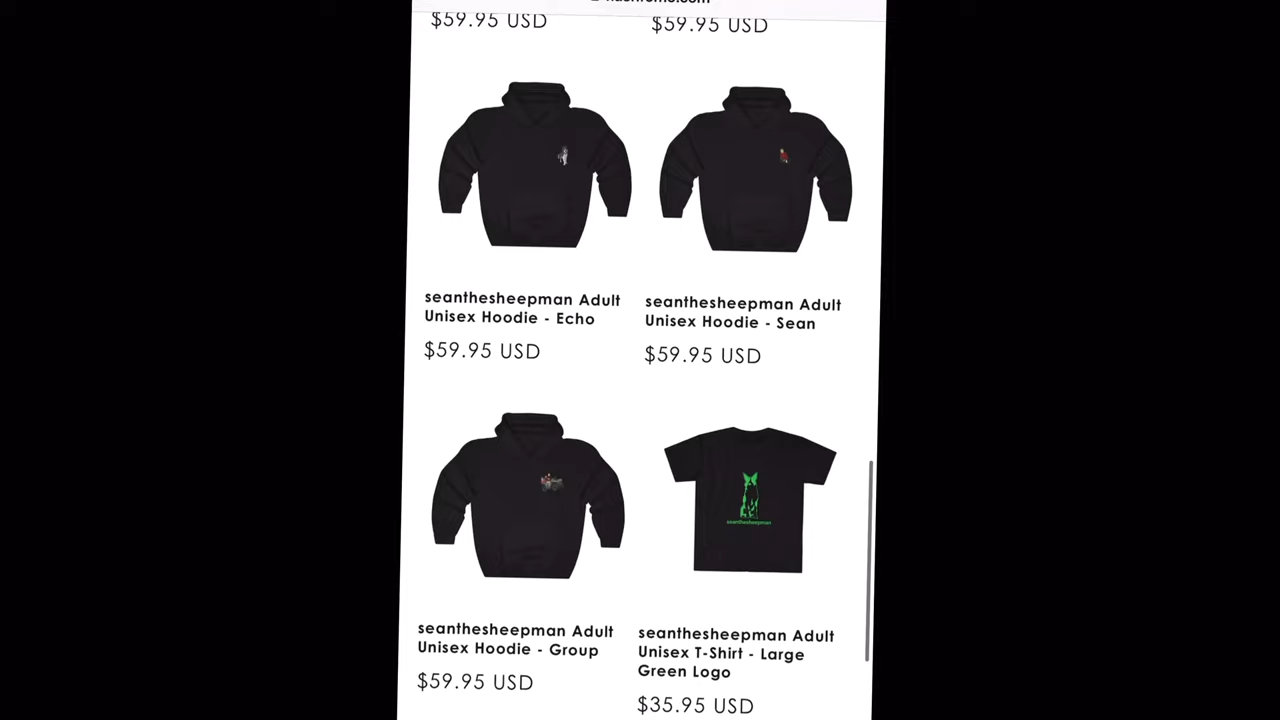 $59.95 USD
$59.95 USD
seanthesheepman Adult
Unisex Hoodie - Echo
$59.95 USD
seanthesheepman Adult
Unisex Hoodie - Sean
$59.95 USD
seanthesheepman
seanthesheepman Adult
Unisex Hoodie - Group
$59.95 USD
seanthesheepman Adult
Unisex T-Shirt - Large
Green Logo
$35.95 USD